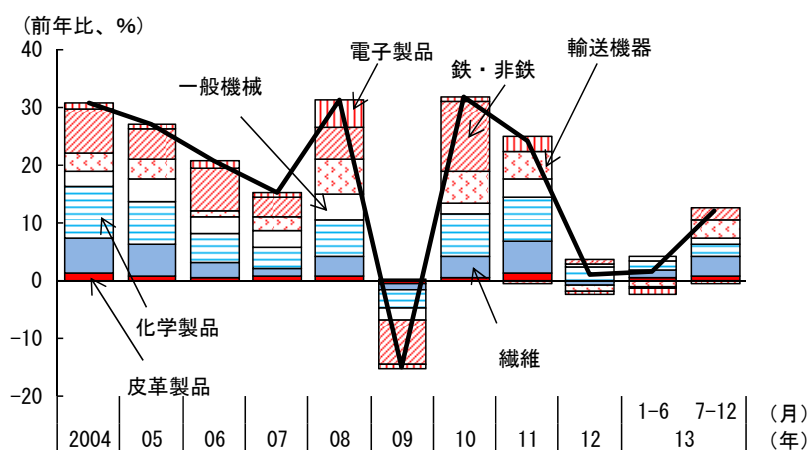 (前年比、%)
40
30
20
10
0
-10
-20
電子製品
鉄・非鉄
輸送機器
一般機械
化学製品
皮革製品
繊維
1-6 7-12 (月)
2004 05 06 07 08 09 10 11 12 13 (年)